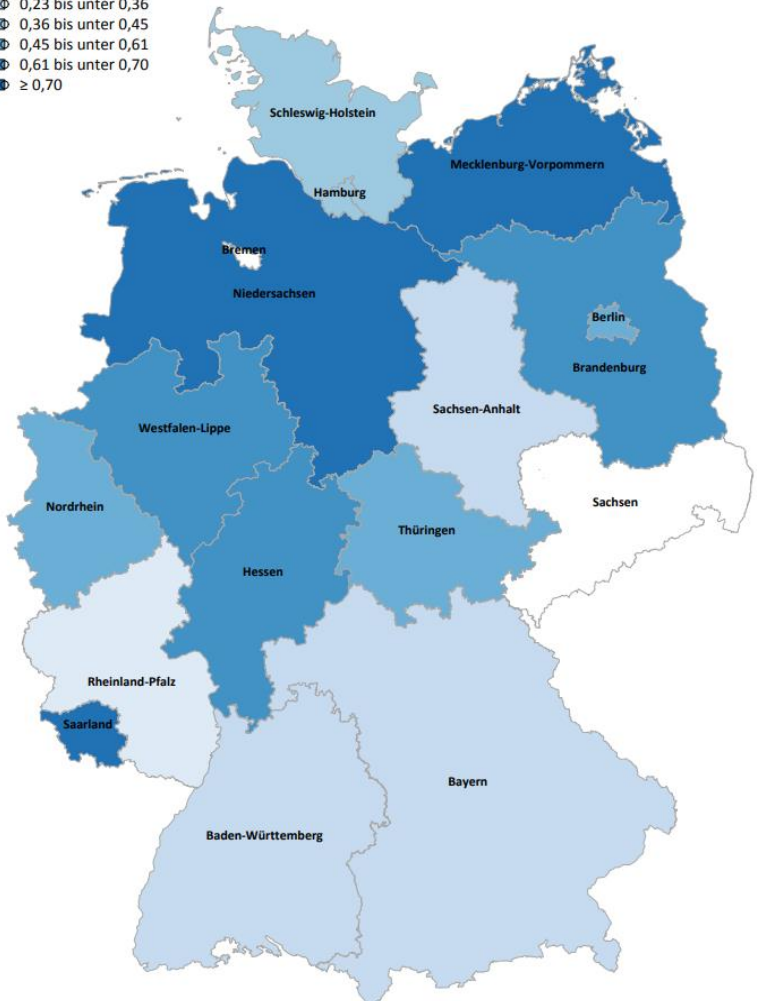 0,23 bis unter 0,36
0,36 bis 0,45
0,45 bis unter 0,61
0,61 bis unter 0,70
≥ 0,70
Schleswig-Holstein
Mecklenburg-Vorpommern
Hamburg
Bremen
Niedersachsen
Berlin
Brandenburg
Sachsen-Anhalt
Westfalen-Lippe
Sachsen
Nordrhein
Thüringen
Hessen
Rheinland-Pfalz
Saarland
Bayern
Baden-Württemberg